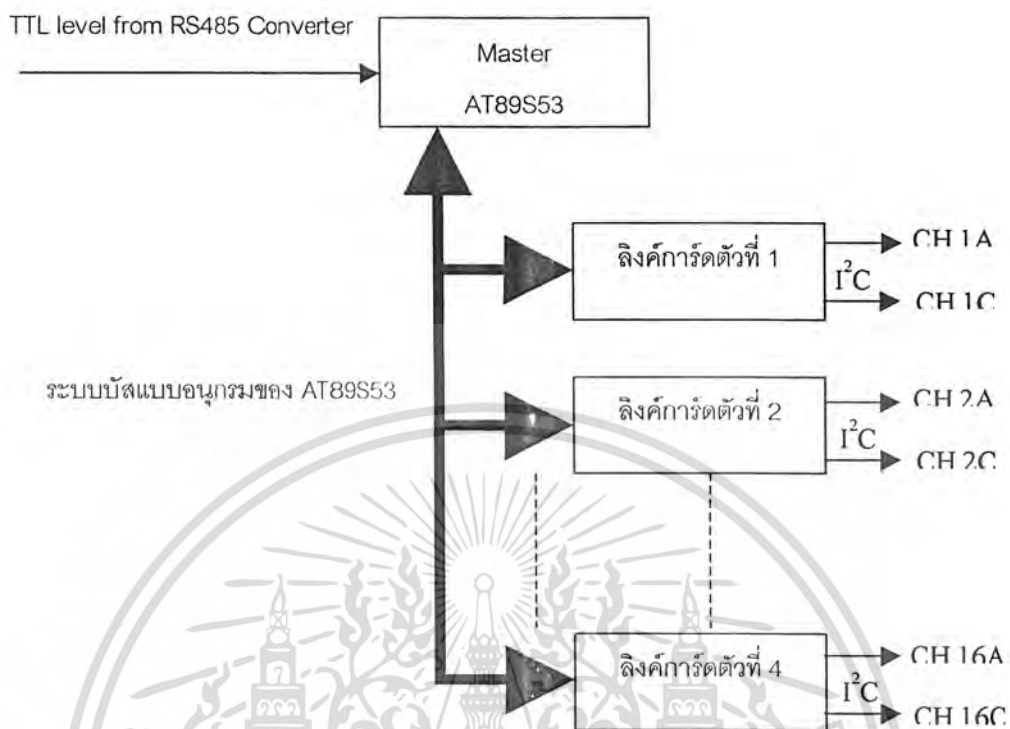 TTL level from RS485 Converter
Master
AT89S53
ลิงค์การ์ดตัวที่ 1
CH 1A
I²C
CH 1C
ระบบบัสแบบอนุกรมของ AT89S53
ลิงค์การ์ดตัวที่ 2
CH 2A
I²C
CH 2C
ลิงค์การ์ดตัวที่ 4
CH 16A
I²C
CH 16C